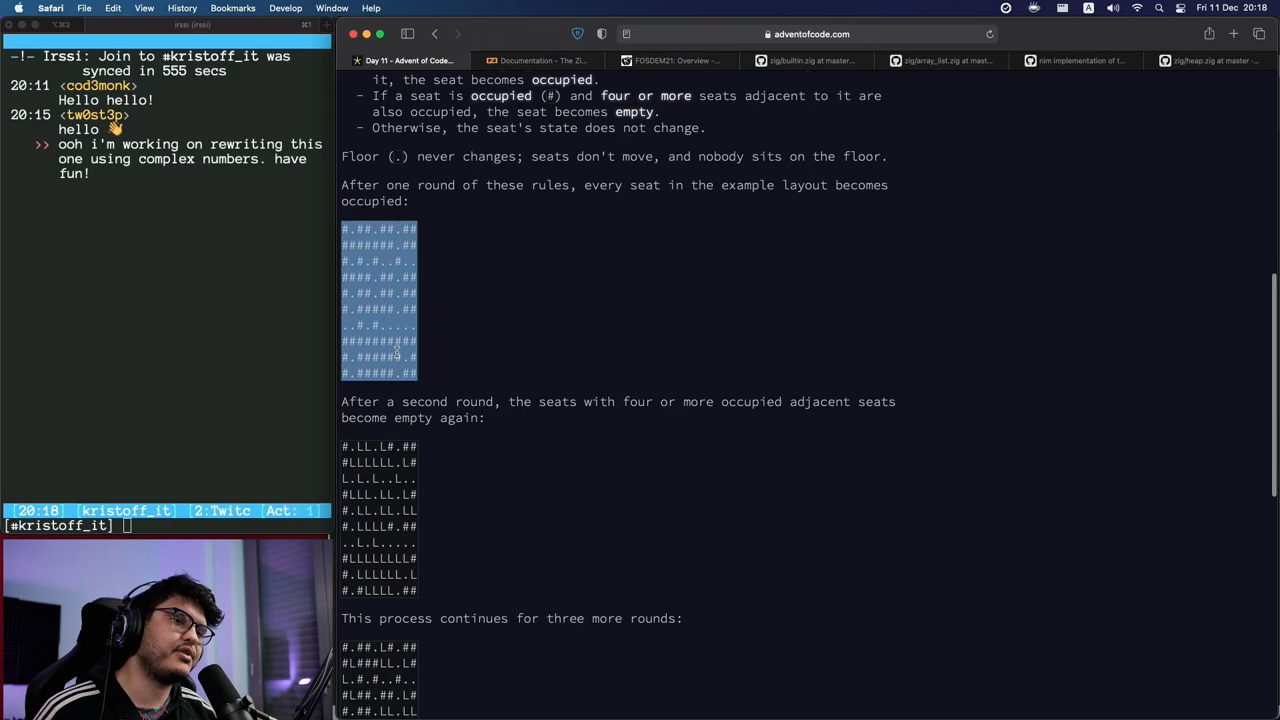 Safari File Edit View History Bookmarks Develop Window Help
A
Fri 11 Dec 20:18
⌥⌘2
irssi (irssi)
⌘1
-!- Irssi: Join to #kristoff_it was
synced in 555 secs
20:11 <cod3monk>
Hello hello!
20:15 <tw0st3p>
hello 👋
>> ooh i'm working on rewriting this
one using complex numbers. have
fun!
[20:18] [kristoff_it] [2:Twitc [Act: 1]
[#kristoff_it]
adventofcode.com
Day 11 - Advent of Code...
Documentation - The Zi...
FOSDEM21: Overview -...
zig/builtin.zig at master...
zig/array_list.zig at mast...
nim implementation of t...
zig/heap.zig at master -...
it, the seat becomes occupied.
- If a seat is occupied (#) and four or more seats adjacent to it are
also occupied, the seat becomes empty.
- Otherwise, the seat's state does not change.
Floor (.) never changes; seats don't move, and nobody sits on the floor.
After one round of these rules, every seat in the example layout becomes
occupied:
#.##.##.##
#######.##
#.#.#..#..
####.##.##
#.##.##.##
#.#####.##
..#.#.....
##########
#.######.#
#.#####.##
After a second round, the seats with four or more occupied adjacent seats
become empty again:
#.LL.L#.##
#LLLLLL.L#
L.L.L..L..
#LLL.LL.L#
#.LL.LL.LL
#.LLLL#.##
..L.L.....
#LLLLLLLL#
#.LLLLLL.L
#.#LLLL.##
This process continues for three more rounds:
#.##.L#.##
#L###LL.L#
L.#.#..#..
#L##.##.L#
#.##.LL.LL